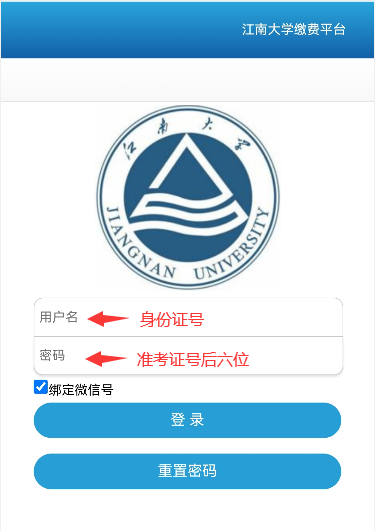 江南大学缴费平台
江南大学
JIANGNAN UNIVERSITY
用户名 身份证号
密码 准考证号后六位
绑定微信号
登 录
重置密码